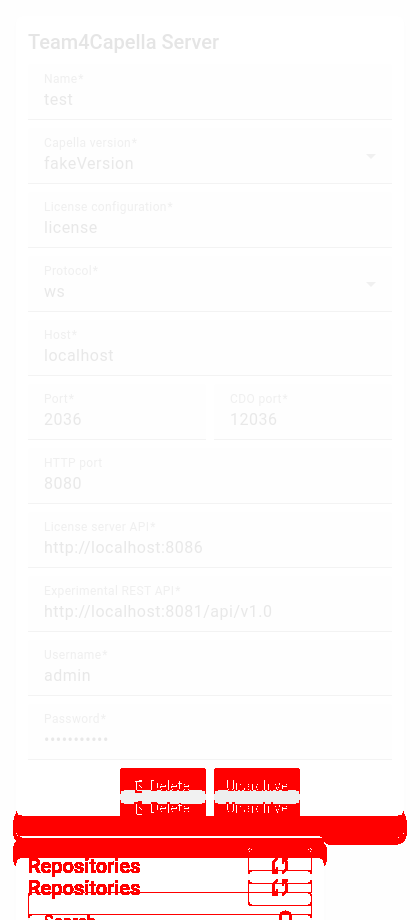 Team4Capella Server
Name*
test
Capella version*
fakeVersion
License configuration*
license
Protocol*
ws
Host*
localhost
Port* CDO port*
2036 12036
HTTP port
8080
License server API*
http://localhost:8086
Experimental REST API*
http://localhost:8081/api/v1.0
Username*
admin
Password*
•••••••••••
Delete Unarchive
Delete Unarchive
Repositories
Repositories
Search